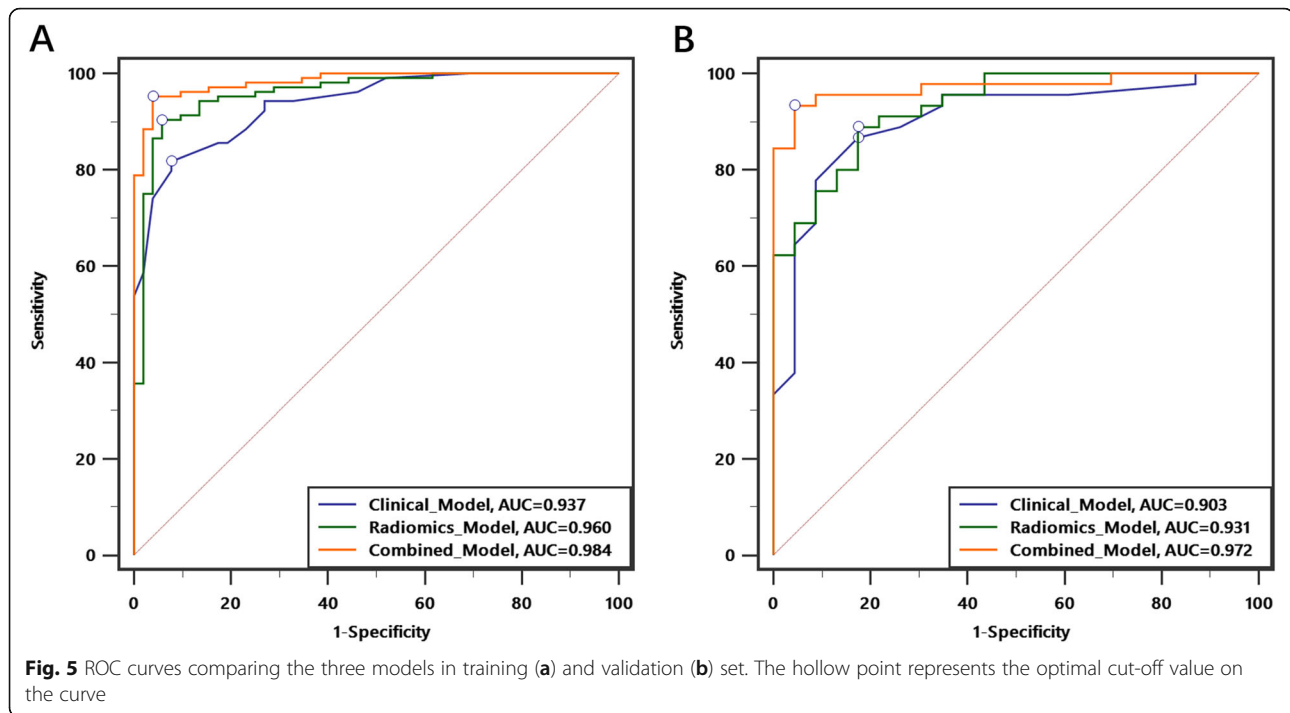 A
100
80
60
40
20
0
Sensitivity
Clinical_Model, AUC=0.937
Radiomics_Model, AUC=0.960
Combined_Model, AUC=0.984
0 20 40 60 80 100
1-Specificity
B
100
80
60
40
20
0
Sensitivity
Clinical_Model, AUC=0.903
Radiomics_Model, AUC=0.931
Combined_Model, AUC=0.972
0 20 40 60 80 100
1-Specificity
Fig. 5 ROC curves comparing the three models in training (a) and validation (b) set. The hollow point represents the optimal cut-off value on
the curve